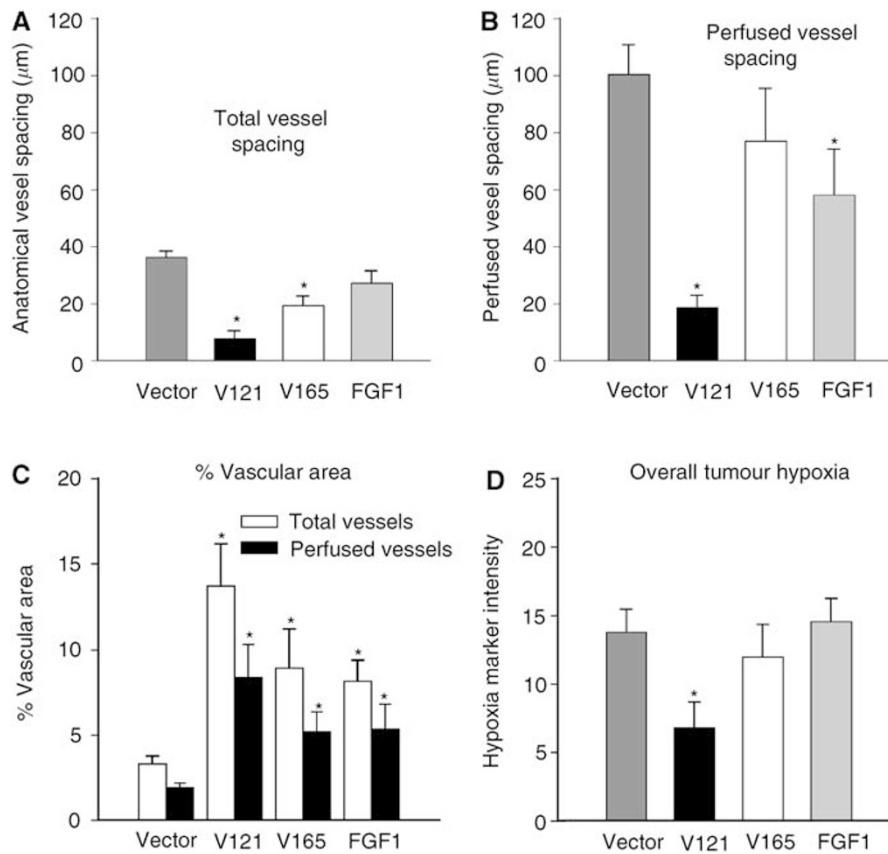 A
Anatomical vesel spacing (μm)
120
100
80
60
40
20
0
Total vessel
spacing
*
*
Vector
V121
V165
FGF1
B
Perfused vesel spacing (μm)
120
100
80
60
40
20
0
Perfused vessel
spacing
*
*
Vector
V121
V165
FGF1
C
% Vascular area
% Vascular area
20
15
10
5
0
Total vessels
Perfused vessels
*
*
*
*
*
*
Vector
V121
V165
FGF1
D
Overall tumour hypoxia
Hypoxia marker intensity
25
20
15
10
5
0
*
Vector
V121
V165
FGF1